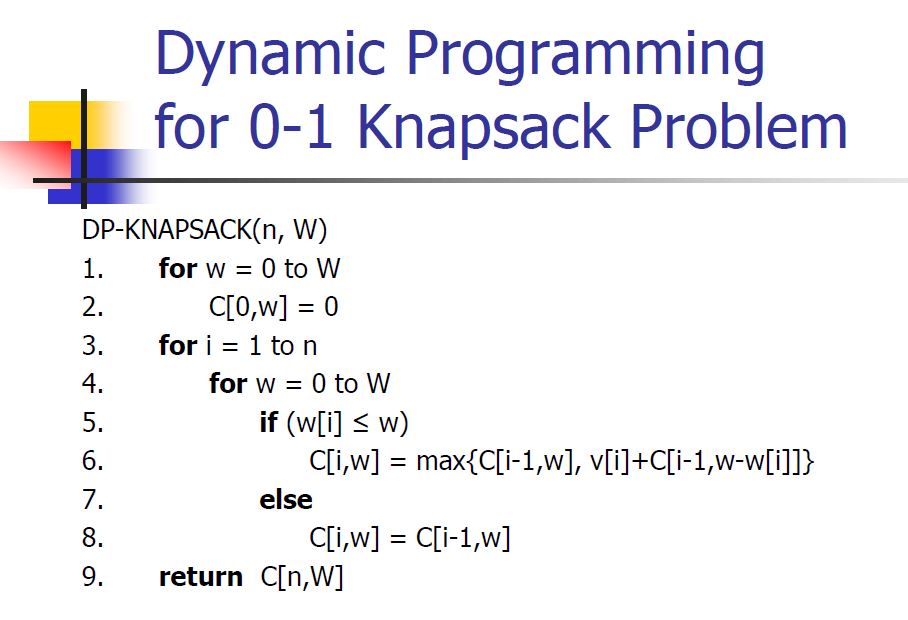 Dynamic Programming
for 0-1 Knapsack Problem
DP-KNAPSACK(n, W)
1. for w = 0 to W
2. C[0,w] = 0
3. for i = 1 to n
4. for w = 0 to W
5. if (w[i] ≤ w)
6. C[i,w] = max{C[i-1,w], v[i]+C[i-1,w-w[i]]}
7. else
8. C[i,w] = C[i-1,w]
9. return C[n,W]